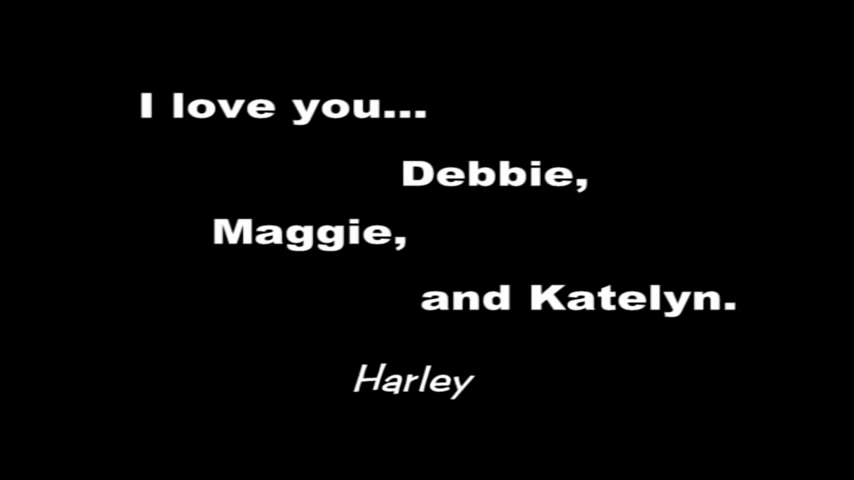 I love you...
Debbie,
Maggie,
and Katelyn.
Harley